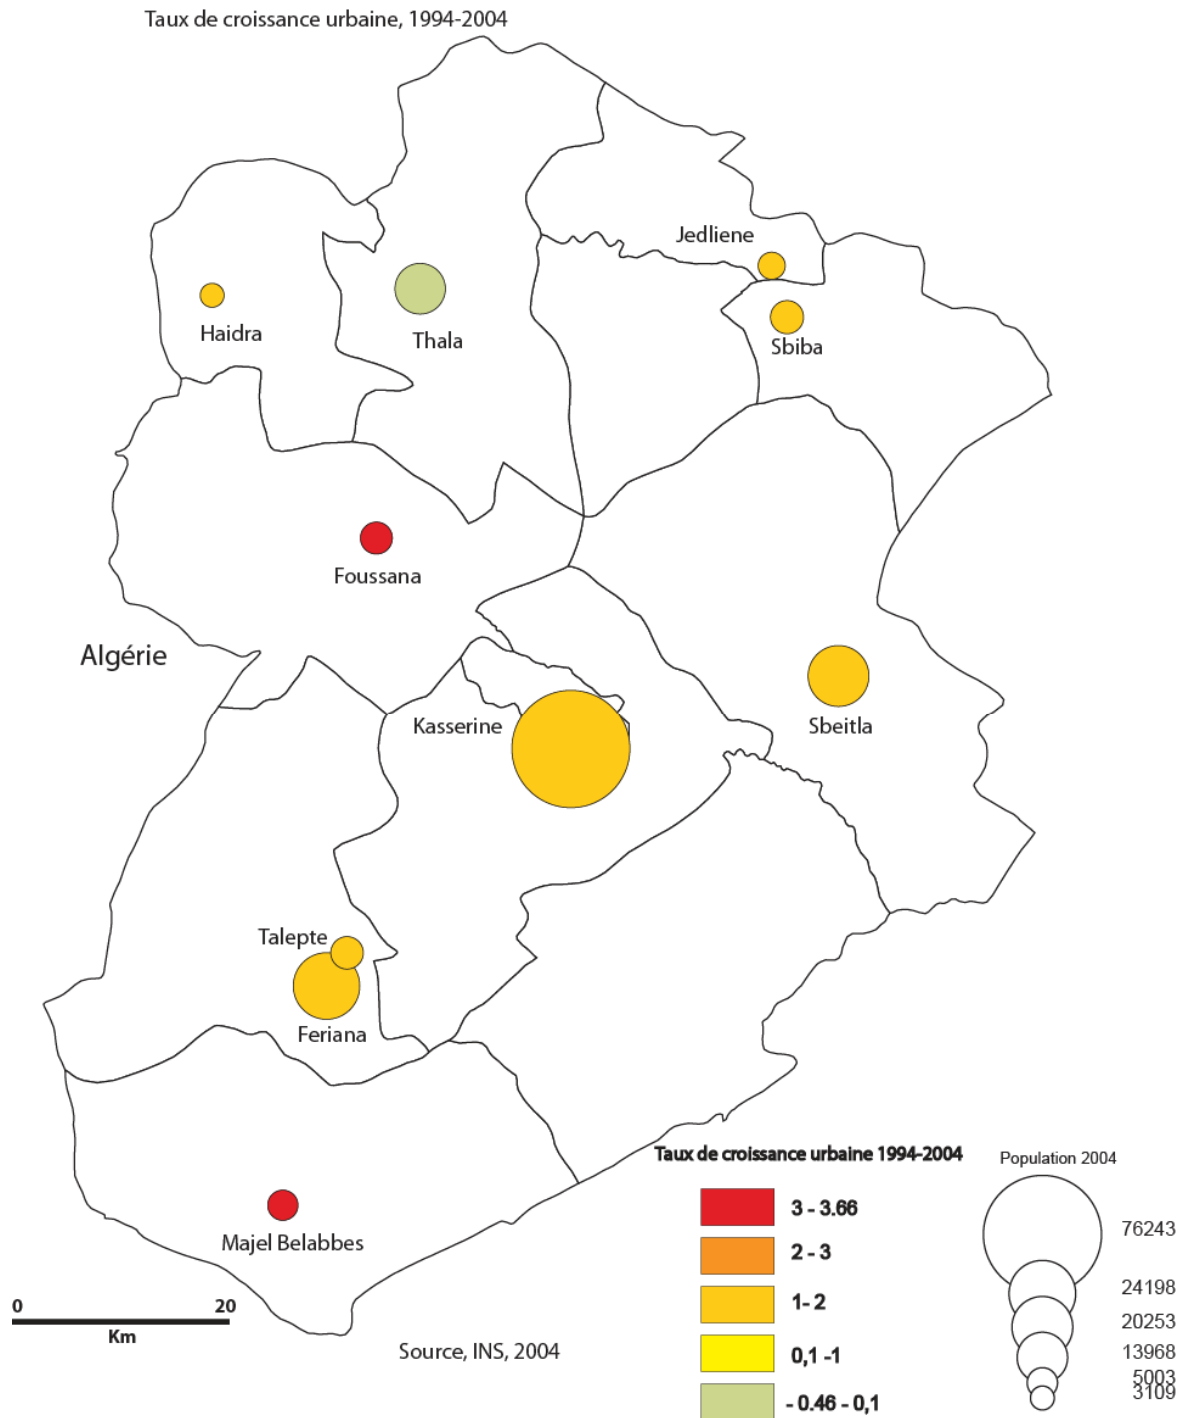 Taux de croissance urbaine, 1994-2004
Jedliene
Haidra
Thala
Sbiba
Foussana
Algérie
Kasserine
Sbeitla
Talepte
Feriana
Majel Belabbes
0 20
Km
Source, INS, 2004
Taux de croissance urbaine 1994-2004
3 - 3.66
2 - 3
1- 2
0,1 -1
- 0.46 - 0,1
Population 2004
76243
24198
20253
13968
5003
3109